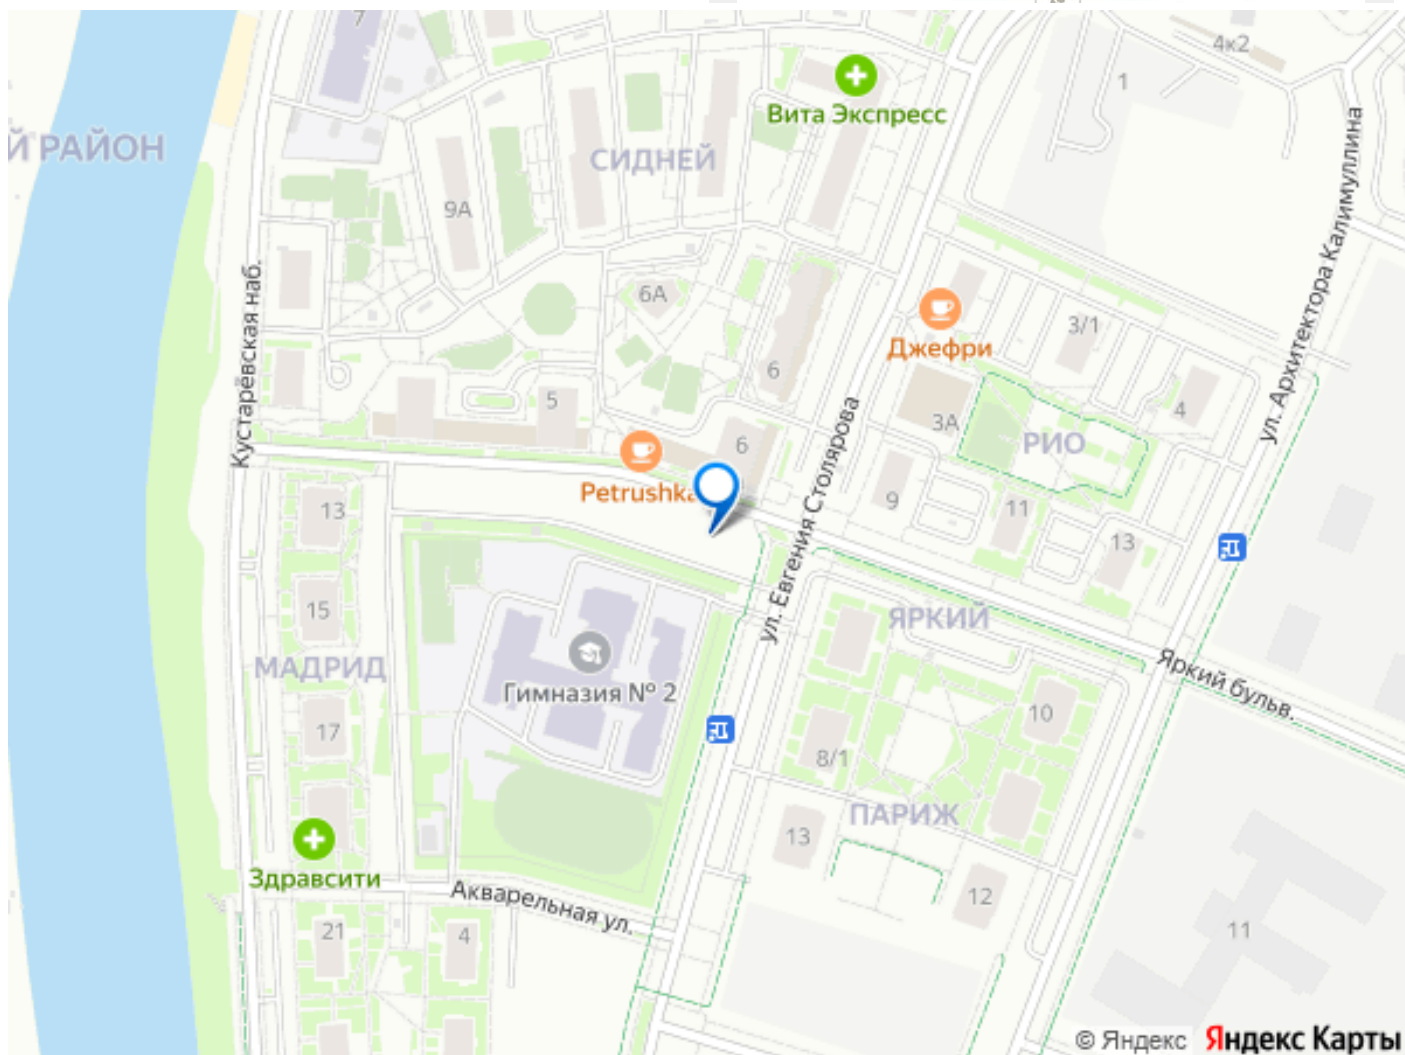 7
4к2
1
Вита Экспресс
Й РАЙОН
СИДНЕЙ
9А
ул. Архитектора Калимуллина
Кустарёвская наб.
6А
3/1
Джефри
6
5
4
3А
РИО
6
Petrushka
ул. Евгения Столярова
13
9
11
13
15
ЯРКИЙ
МАДРИД
Гимназия № 2
Яркий бульв.
17
10
8/1
ПАРИЖ
13
Здравсити
Акварельная ул.
12
21
4
11
© Яндекс Яндекс Карты